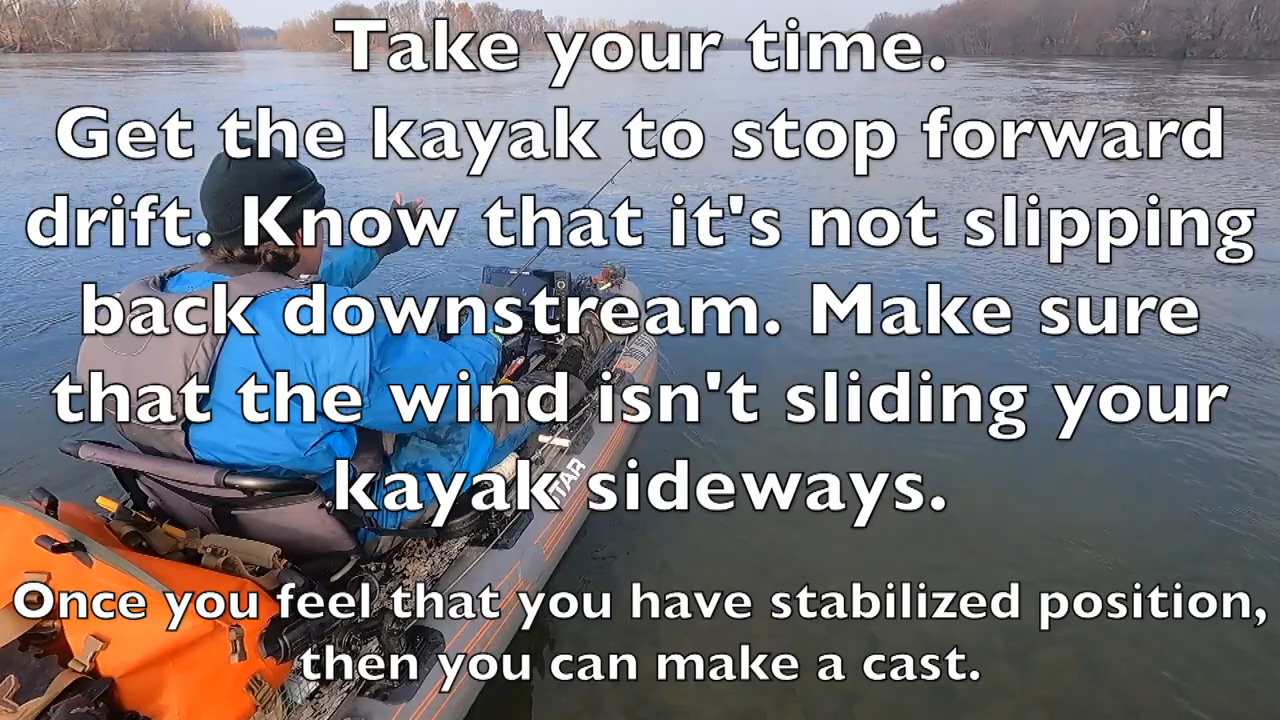 Take your time.
Get the kayak to stop forward
drift. Know that it's not slipping
back downstream. Make sure
that the wind isn't sliding your
kayak sideways.
Once you feel that you have stabilized position,
then you can make a cast.